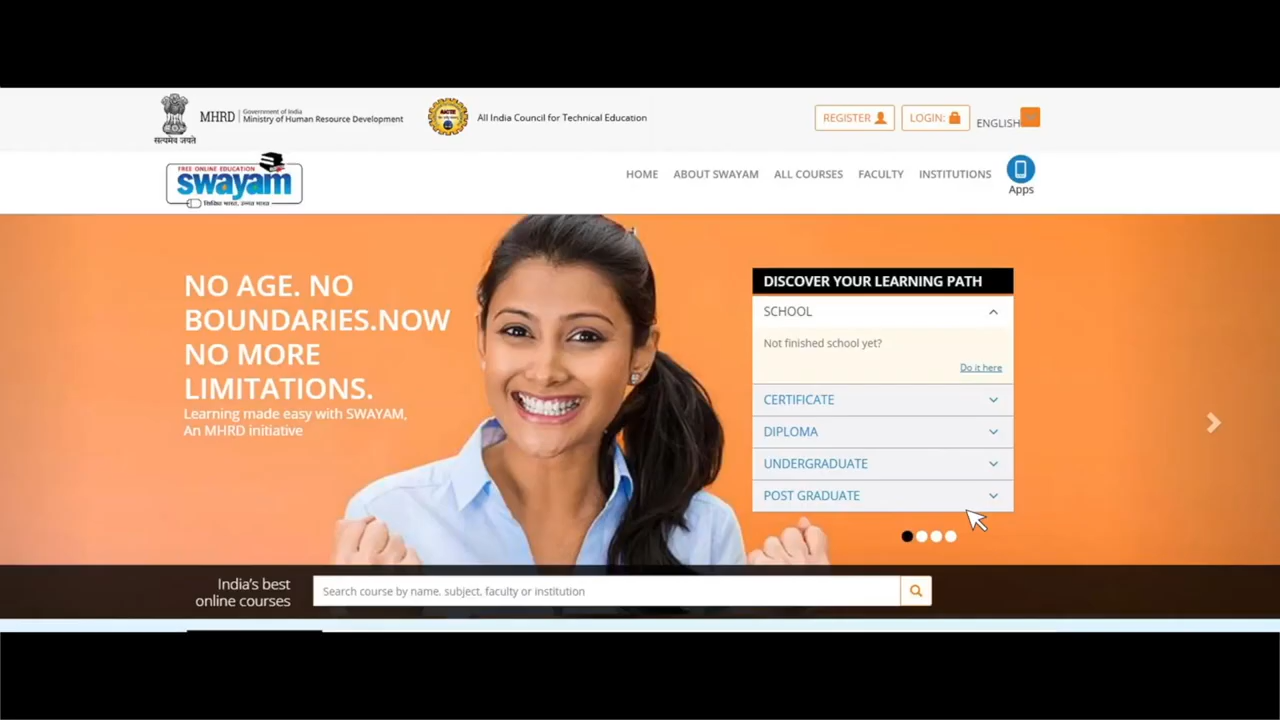 MHRD
Government of India
Ministry of Human Resource Development
सत्यमेव जयते
All India Council for Technical Education
REGISTER
LOGIN:
ENGLISH
FREE ONLINE EDUCATION
swayam
शिक्षित भारत, उन्नत भारत
HOME
ABOUT SWAYAM
ALL COURSES
FACULTY
INSTITUTIONS
Apps
NO AGE. NO
BOUNDARIES.NOW
NO MORE
LIMITATIONS.
Learning made easy with SWAYAM,
An MHRD initiative
DISCOVER YOUR LEARNING PATH
SCHOOL
Not finished school yet?
Do it here
CERTIFICATE
DIPLOMA
UNDERGRADUATE
POST GRADUATE
India's best
online courses
Search course by name, subject, faculty or institution